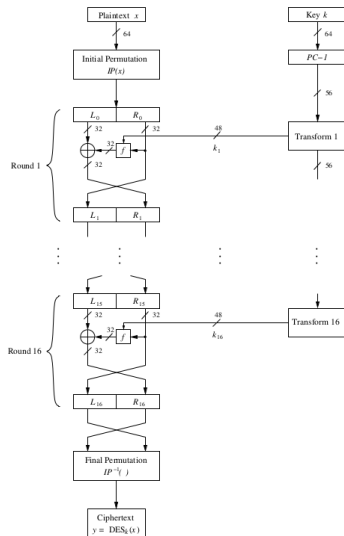 Plaintext x
Key k
64
64
Initial Permutation
IP(x)
PC−1
56
L0 R0
Transform 1
32
32
48
32
f
k1
32
56
Round 1
L1 R1
L15 R15
Transform 16
32
32
48
32
f
k16
32
Round 16
L16 R16
Final Permutation
IP−1( )
Ciphertext
y = DESk(x)